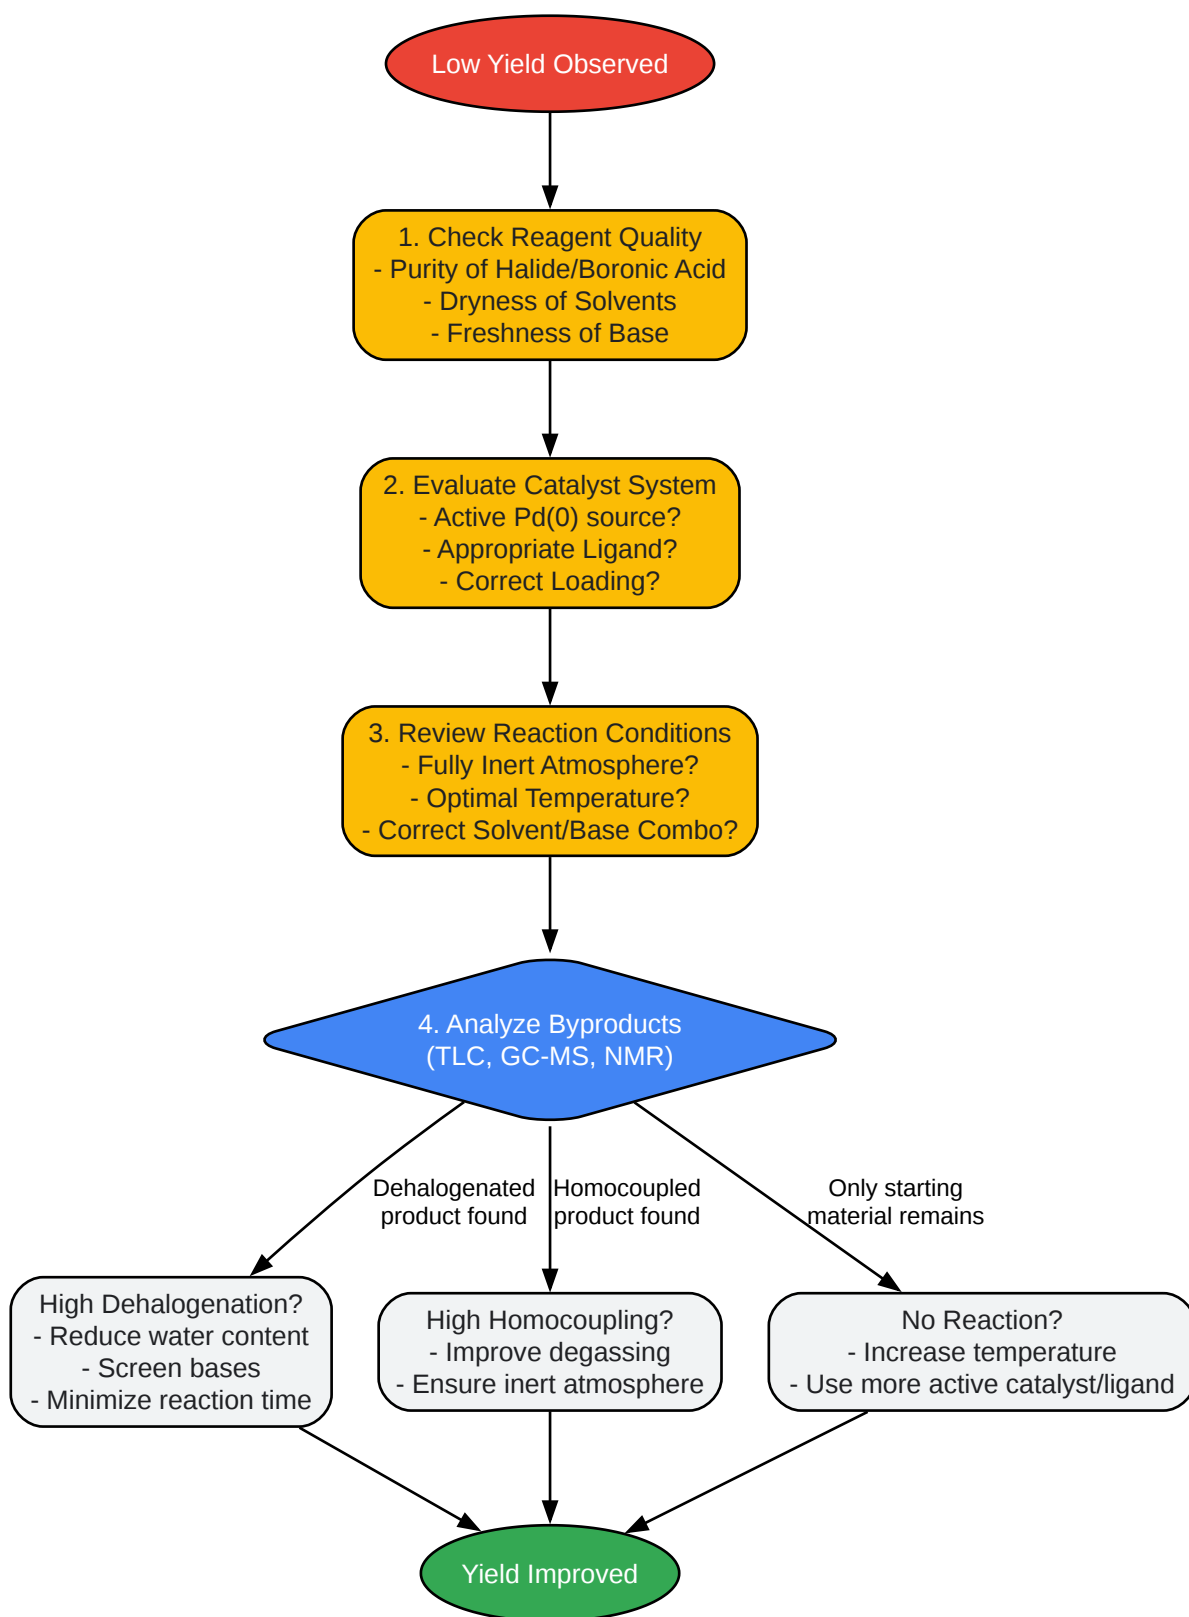 Low Yield Observed
1. Check Reagent Quality
- Purity of Halide/Boronic Acid
- Dryness of Solvents
- Freshness of Base
2. Evaluate Catalyst System
- Active Pd(0) source?
- Appropriate Ligand?
- Correct Loading?
3. Review Reaction Conditions
- Fully Inert Atmosphere?
- Optimal Temperature?
- Correct Solvent/Base Combo?
4. Analyze Byproducts
(TLC, GC-MS, NMR)
Dehalogenated
product found
Homocoupled
product found
Only starting
material remains
High Dehalogenation?
- Reduce water content
- Screen bases
- Minimize reaction time
High Homocoupling?
- Improve degassing
- Ensure inert atmosphere
No Reaction?
- Increase temperature
- Use more active catalyst/ligand
Yield Improved